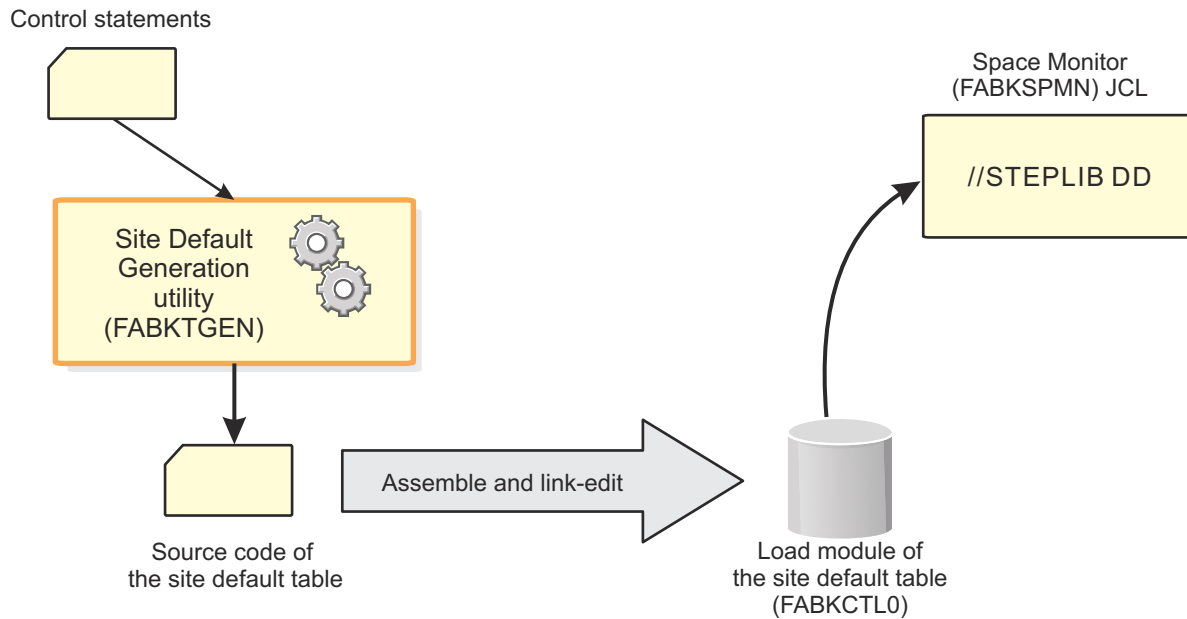 Control statements
Space Monitor
(FABKSPMN) JCL
//STEPLIB DD
Site Default
Generation
utility
(FABKTGEN)
Assemble and link-edit
Source code of
the site default table
Load module of
the site default table
(FABKCTL0)